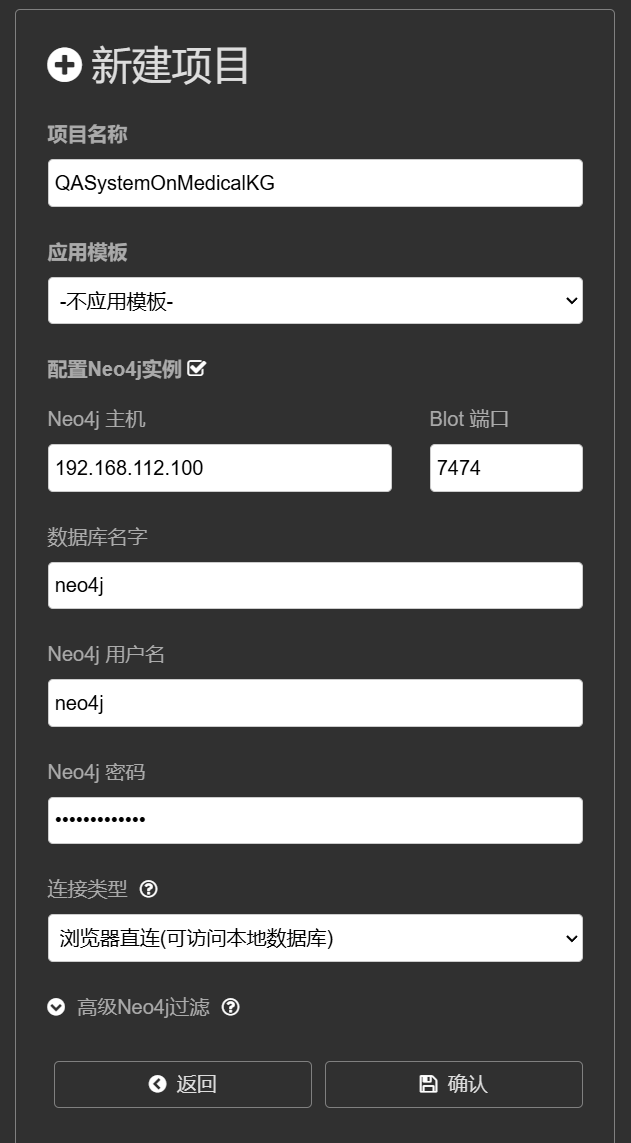 新建项目
项目名称
QASystemOnMedicalKG
应用模板
-不应用模板-
配置Neo4j实例
Neo4j 主机 Blot 端口
192.168.112.100 7474
数据库名字
neo4j
Neo4j 用户名
neo4j
Neo4j 密码
•••••••••••••
连接类型
浏览器直连(可访问本地数据库)
高级Neo4j过滤
返回 确认